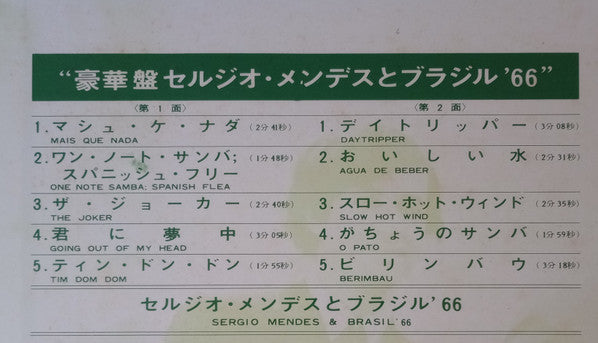 “豪華盤セルジオ・メンデスとブラジル’66”
〈第1面〉
1.マシュ・ケ・ナダ(2分41秒)
MAIS QUE NADA
2.ワン・ノート・サンバ;(1分48秒)
スパニッシュ・フリー
ONE NOTE SAMBA: SPANISH FLEA
3.ザ・ジョーカー(2分40秒)
THE JOKER
4.君に夢中(3分05秒)
GOING OUT OF MY HEAD
5.ティン・ドン・ドン(1分55秒)
TIM DOM DOM
〈第2面〉
1.デイトリッパー(3分08秒)
DAYTRIPPER
2.おいしい水(2分31秒)
AGUA DE BEBER
3.スロー・ホット・ウィンド(2分35秒)
SLOW HOT WIND
4.がちょうのサンバ(1分59秒)
O PATO
5.ビリンバウ(3分18秒)
BERIMBAU
セルジオ・メンデスとブラジル’66
SERGIO MENDES & BRASIL’66